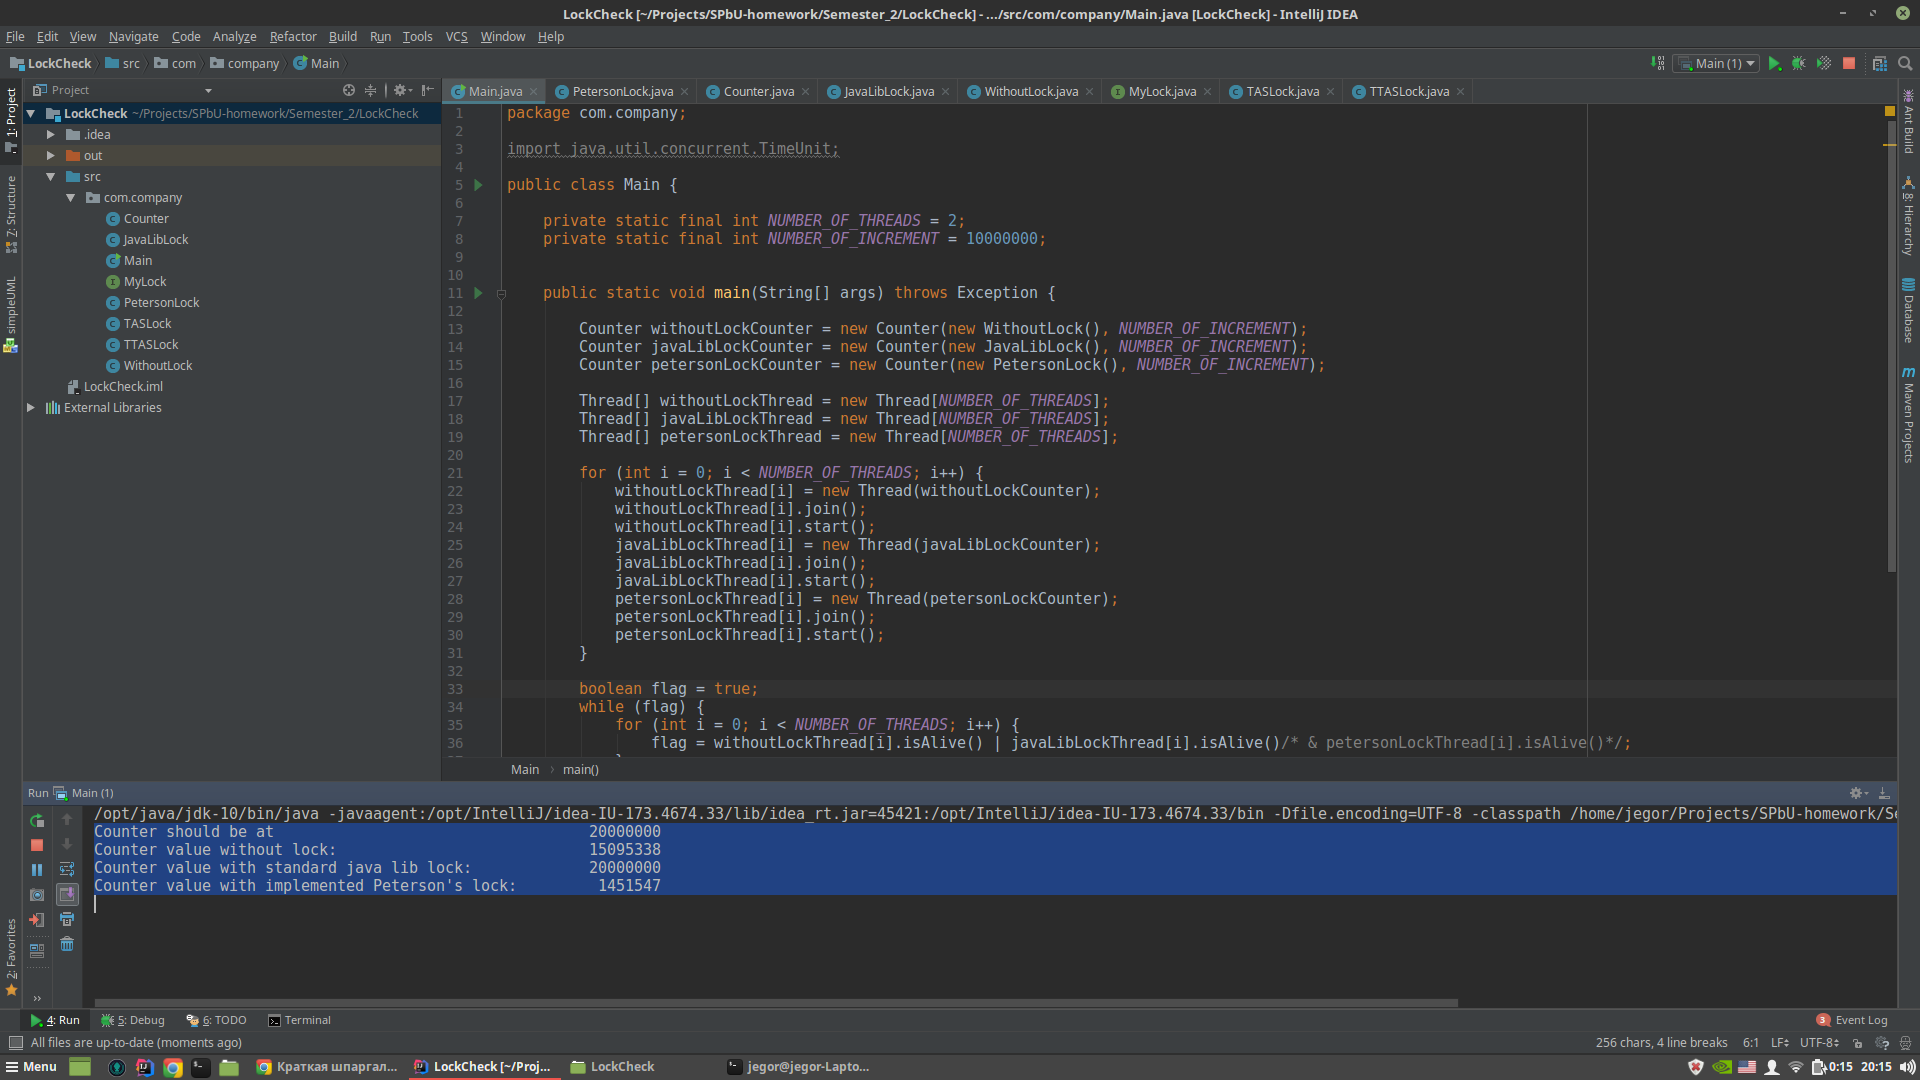 LockCheck [~/Projects/SPbU-homework/Semester_2/LockCheck] - .../src/com/company/Main.java [LockCheck] - IntelliJ IDEA
File Edit View Navigate Code Analyze Refactor Build Run Tools VCS Window Help
LockCheck src com company Main
Main (1)
Project
Main.java PetersonLock.java Counter.java JavaLibLock.java WithoutLock.java MyLock.java TASLock.java TTASLock.java
1: Project
7: Structure
simpleUML
2: Favorites
LockCheck ~/Projects/SPbU-homework/Semester_2/LockCheck
.idea
out
src
com.company
Counter
JavaLibLock
Main
MyLock
PetersonLock
TASLock
TTASLock
WithoutLock
LockCheck.iml
External Libraries
1 package com.company;
2
3 import java.util.concurrent.TimeUnit;
4
5 public class Main {
6
7 private static final int NUMBER_OF_THREADS = 2;
8 private static final int NUMBER_OF_INCREMENT = 10000000;
9
10
11 public static void main(String[] args) throws Exception {
12
13 Counter withoutLockCounter = new Counter(new WithoutLock(), NUMBER_OF_INCREMENT);
14 Counter javaLibLockCounter = new Counter(new JavaLibLock(), NUMBER_OF_INCREMENT);
15 Counter petersonLockCounter = new Counter(new PetersonLock(), NUMBER_OF_INCREMENT);
16
17 Thread[] withoutLockThread = new Thread[NUMBER_OF_THREADS];
18 Thread[] javaLibLockThread = new Thread[NUMBER_OF_THREADS];
19 Thread[] petersonLockThread = new Thread[NUMBER_OF_THREADS];
20
21 for (int i = 0; i < NUMBER_OF_THREADS; i++) {
22 withoutLockThread[i] = new Thread(withoutLockCounter);
23 withoutLockThread[i].join();
24 withoutLockThread[i].start();
25 javaLibLockThread[i] = new Thread(javaLibLockCounter);
26 javaLibLockThread[i].join();
27 javaLibLockThread[i].start();
28 petersonLockThread[i] = new Thread(petersonLockCounter);
29 petersonLockThread[i].join();
30 petersonLockThread[i].start();
31 }
32
33 boolean flag = true;
34 while (flag) {
35 for (int i = 0; i < NUMBER_OF_THREADS; i++) {
36 flag = withoutLockThread[i].isAlive() | javaLibLockThread[i].isAlive()/* & petersonLockThread[i].isAlive()*/;
Main main()
Ant Build
8: Hierarchy
Database
Maven Projects
Run Main (1)
/opt/java/jdk-10/bin/java -javaagent:/opt/IntelliJ/idea-IU-173.4674.33/lib/idea_rt.jar=45421:/opt/IntelliJ/idea-IU-173.4674.33/bin -Dfile.encoding=UTF-8 -classpath /home/jegor/Projects/SPbU-homework/Se
Counter should be at 20000000
Counter value without lock: 15095338
Counter value with standard java lib lock: 20000000
Counter value with implemented Peterson's lock: 1451547
4: Run 5: Debug 6: TODO Terminal 3 Event Log
All files are up-to-date (moments ago) 256 chars, 4 line breaks 6:1 LF UTF-8
Menu Краткая шпаргал... LockCheck [~/Proj... LockCheck jegor@jegor-Lapto... 0:15 20:15